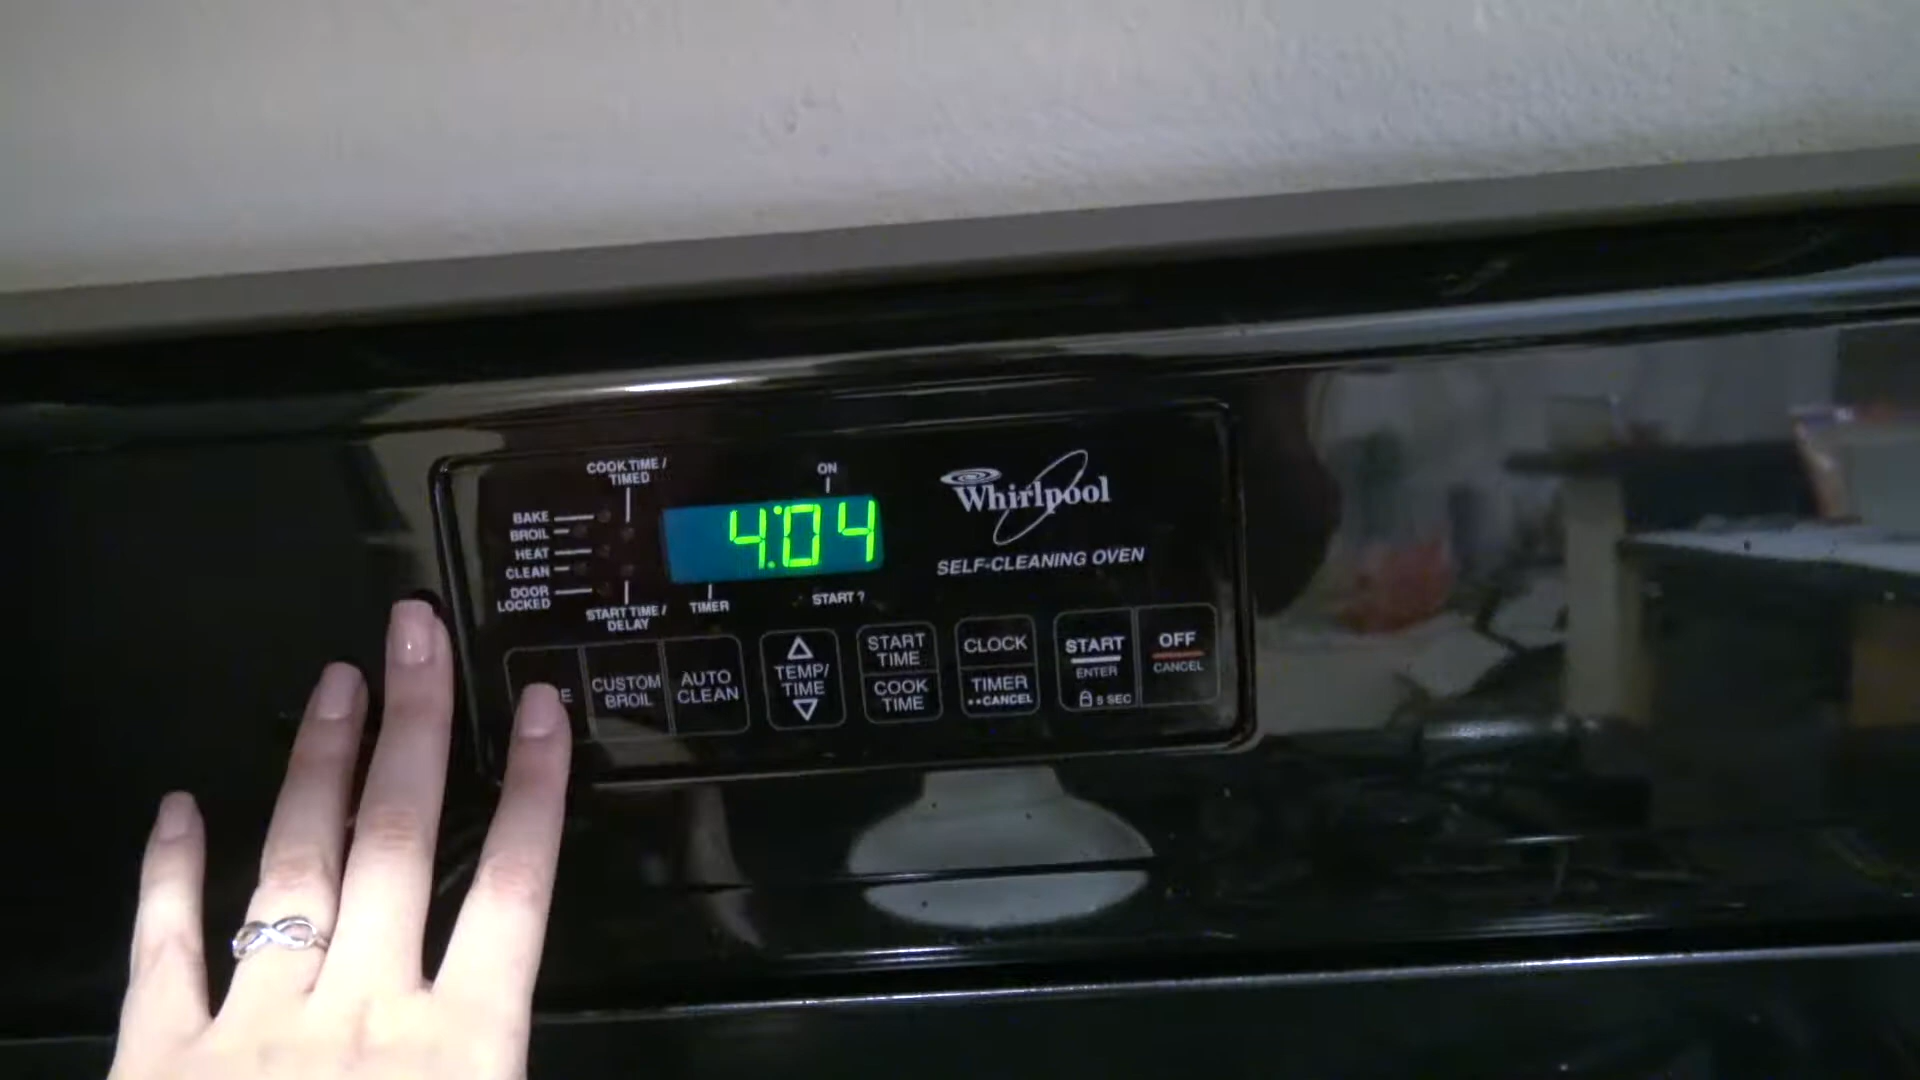 COOK TIME /
TIMED
ON
BAKE
BROIL
HEAT
CLEAN
DOOR
LOCKED
START TIME /
DELAY
4:04
TIMER
START ?
Whirlpool
SELF-CLEANING OVEN
E
CUSTOM
BROIL
AUTO
CLEAN
TEMP/
TIME
START
TIME
COOK
TIME
CLOCK
TIMER
••CANCEL
START
ENTER
5 SEC
OFF
CANCEL